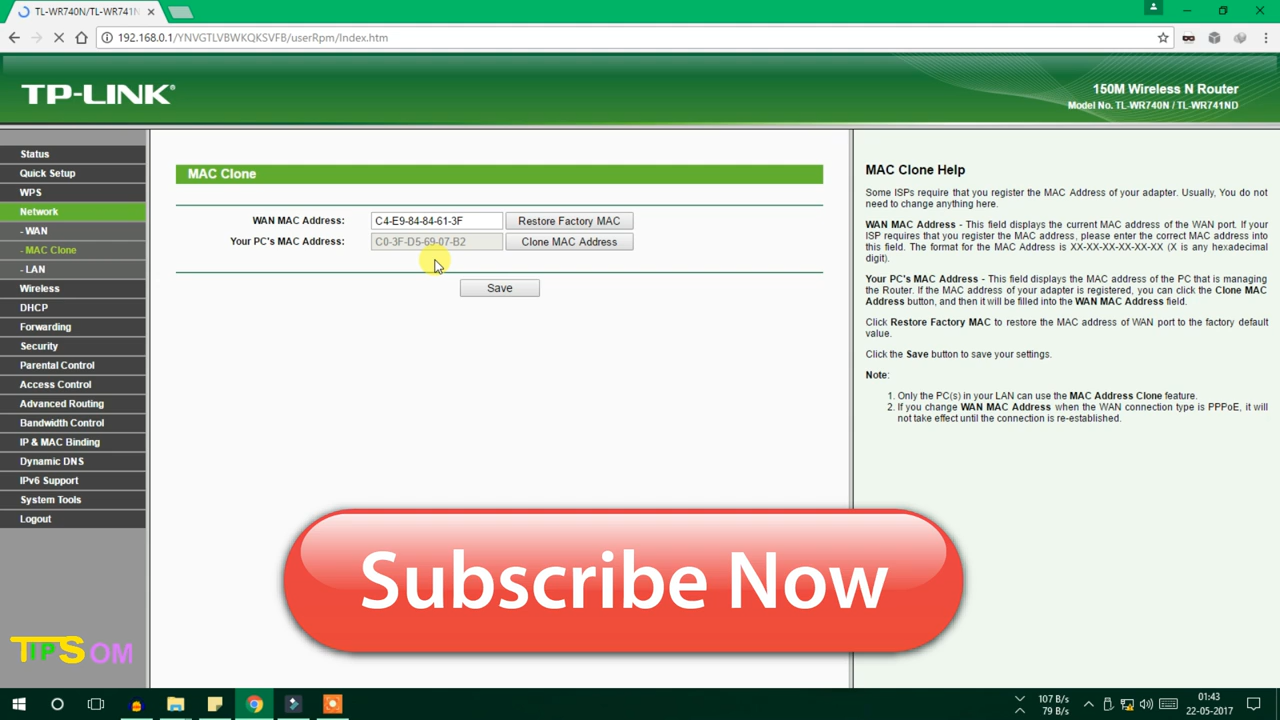 TL-WR740N/TL-WR741N
192.168.0.1/YNVGTLVBWKQKSVFB/userRpm/Index.htm
TP-LINK®
150M Wireless N Router
Model No. TL-WR740N / TL-WR741ND
Status
Quick Setup
WPS
Network
- WAN
- MAC Clone
- LAN
Wireless
DHCP
Forwarding
Security
Parental Control
Access Control
Advanced Routing
Bandwidth Control
IP & MAC Binding
Dynamic DNS
IPv6 Support
System Tools
Logout
MAC Clone
WAN MAC Address: C4-E9-84-84-61-3F Restore Factory MAC
Your PC's MAC Address: C0-3F-D5-69-07-B2 Clone MAC Address
Save
MAC Clone Help
Some ISPs require that you register the MAC Address of your adapter. Usually, You do not
need to change anything here.
WAN MAC Address - This field displays the current MAC address of the WAN port. If your
ISP requires that you register the MAC address, please enter the correct MAC address into
this field. The format for the MAC Address is XX-XX-XX-XX-XX-XX (X is any hexadecimal
digit).
Your PC's MAC Address - This field displays the MAC address of the PC that is managing
the Router. If the MAC address of your adapter is registered, you can click the Clone MAC
Address button, and then it will be filled into the WAN MAC Address field.
Click Restore Factory MAC to restore the MAC address of WAN port to the factory default
value.
Click the Save button to save your settings.
Note:
1. Only the PC(s) in your LAN can use the MAC Address Clone feature.
2. If you change WAN MAC Address when the WAN connection type is PPPoE, it will
not take effect until the connection is re-established.
Subscribe Now
TIPS OM
107 B/s
79 B/s
01:43
22-05-2017